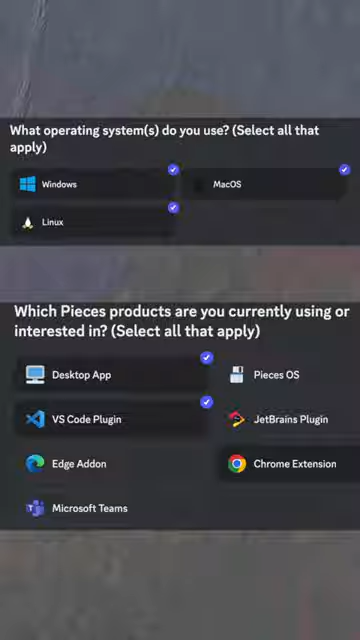 What operating system(s) do you use? (Select all that
apply)
Windows
MacOS
Linux
Which Pieces products are you currently using or
interested in? (Select all that apply)
Desktop App
Pieces OS
VS Code Plugin
JetBrains Plugin
Edge Addon
Chrome Extension
Microsoft Teams